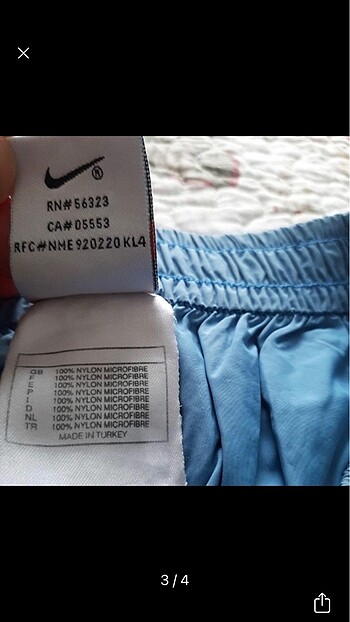 RN# 56323
CA# 05553
RFC#NME 920220 KL4
GB 100% NYLON MICROFIBRE
F 100% NYLON MICROFIBRE
E 100% NYLON MICROFIBRE
P 100% NYLON MICROFIBRE
I 100% NYLON MICROFIBRE
D 100% NYLON MICROFIBRE
NL 100% NYLON MICROFIBRE
TR 100% NYLON MICROFIBRE
MADE IN TURKEY
3 / 4